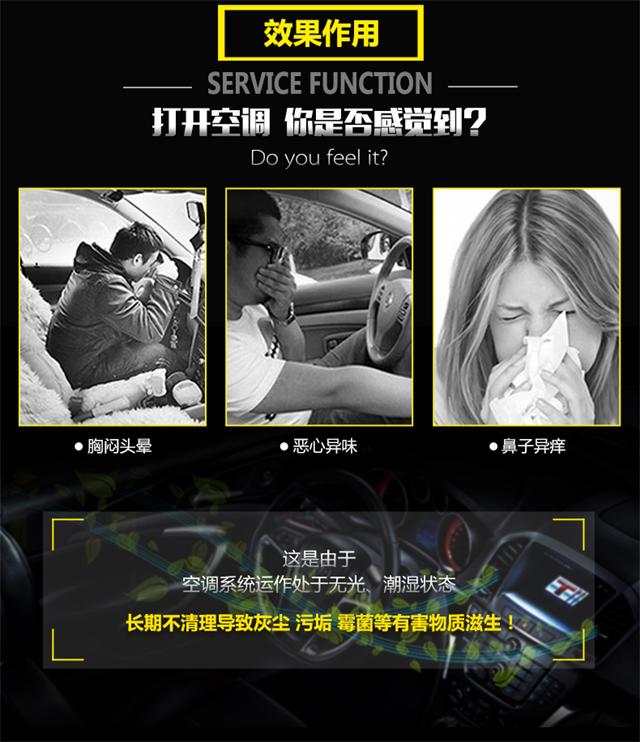 效果作用
SERVICE FUNCTION
打开空调 你是否感觉到?
Do you feel it?
●胸闷头晕
●恶心异味
●鼻子异痒
这是由于
空调系统运作处于无光、潮湿状态
长期不清理导致灰尘 污垢 霉菌等有害物质滋生！